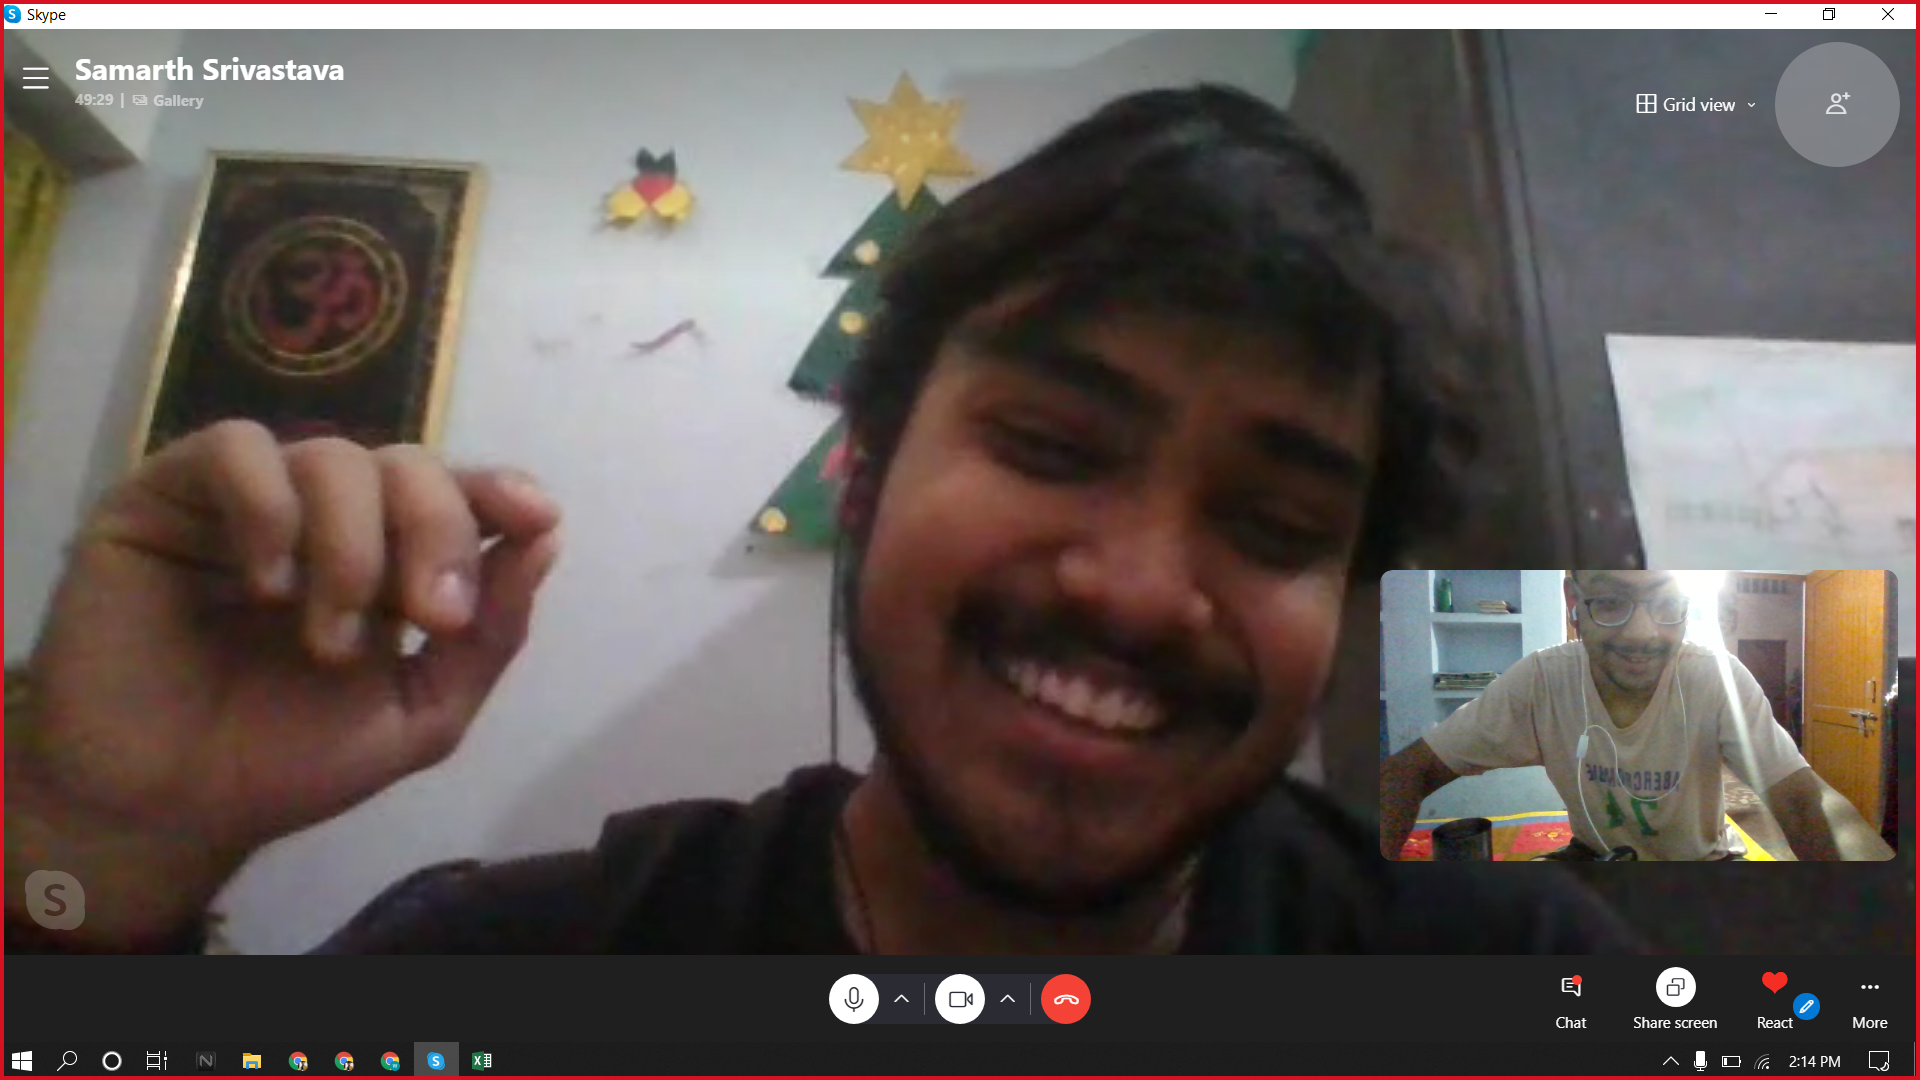 Skype
Samarth Srivastava
49:29 | Gallery
Grid view
ॐ
S
Chat
Share screen
React
More
2:14 PM